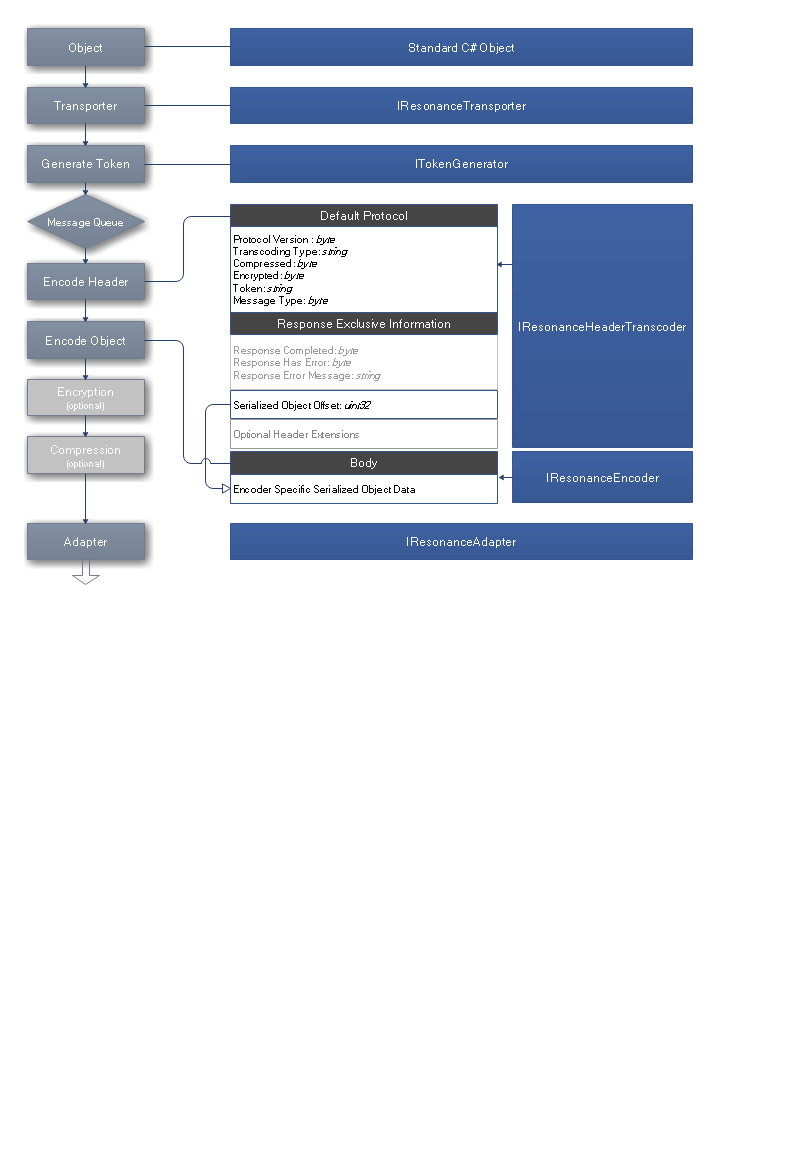 Object
Standard C# Object
Transporter
IResonanceTransporter
Generate Token
ITokenGenerator
Message Queue
Default Protocol
Protocol Version : byte
Transcoding Type: string
Compressed: byte
Encrypted: byte
Token: string
Message Type: byte
Encode Header
IResonanceHeaderTranscoder
Response Exclusive Information
Encode Object
Response Completed: byte
Response Has Error: byte
Response Error Message: string
Encryption
(optional)
Serialized Object Offset: uint32
Optional Header Extensions
Compression
(optional)
Body
IResonanceEncoder
Encoder Specific Serialized Object Data
Adapter
IResonanceAdapter